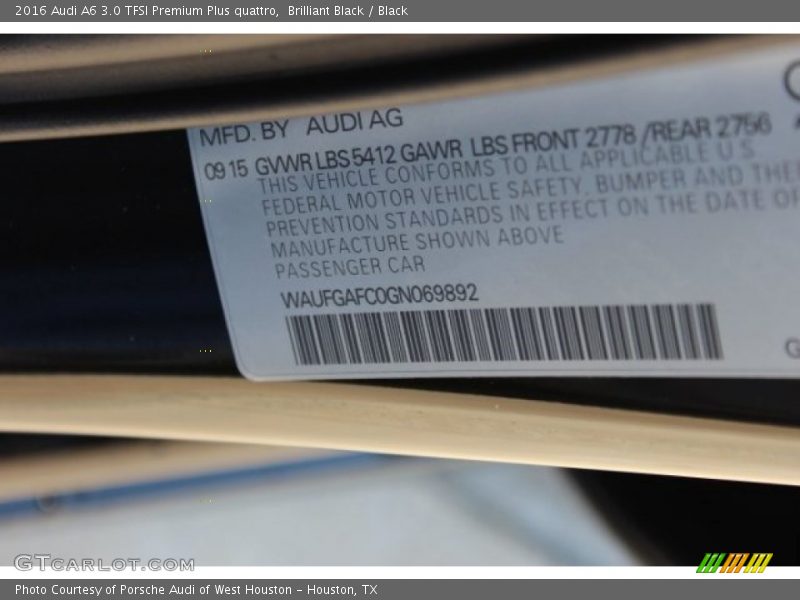 2016 Audi A6 3.0 TFSI Premium Plus quattro,  Brilliant Black / Black
MFD. BY AUDI AG
09 15 GVWR LBS 5412 GAWR LBS FRONT 2778 /REAR 2756
THIS VEHICLE CONFORMS TO ALL APPLICABLE U S
FEDERAL MOTOR VEHICLE SAFETY, BUMPER AND
PREVENTION STANDARDS IN EFFECT ON THE DATE
MANUFACTURE SHOWN ABOVE
PASSENGER CAR
WAUFGAFC0GN069892
GTCARLOT.COM
Photo Courtesy of Porsche Audi of West Houston – Houston, TX